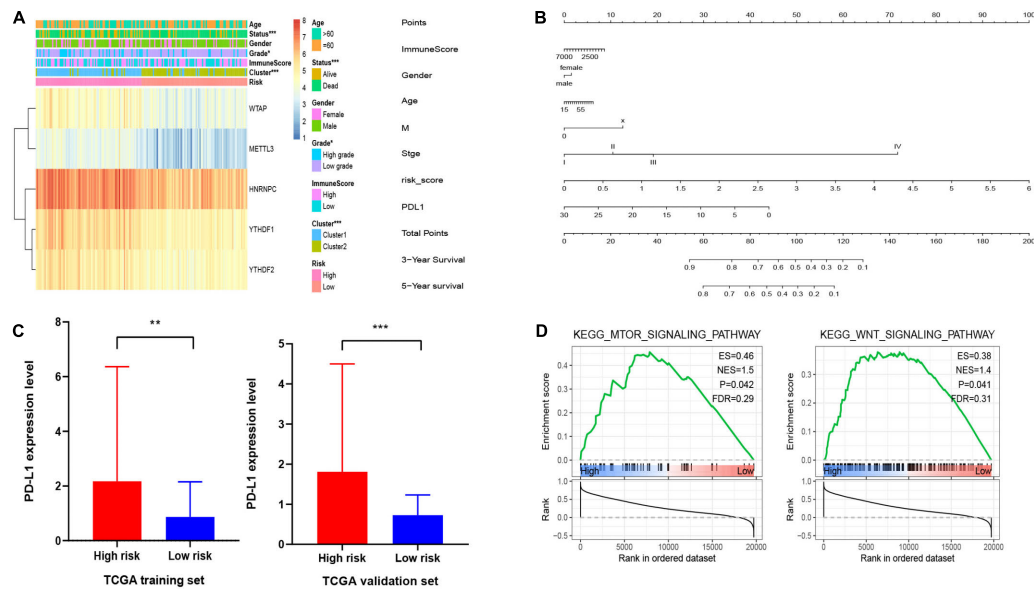 A
Age
Status***
Gender
Grade*
ImmuneScore
Cluster***
Risk
WTAP
METTL3
HNRNPC
YTHDF1
YTHDF2
8
7
6
5
4
3
2
1
Age
>60
=60
Status***
Alive
Dead
Gender
Female
Male
Grade*
High grade
Low grade
ImmuneScore
High
Low
Cluster***
Cluster1
Cluster2
Risk
High
Low
B
Points
0 10 20 30 40 50 60 70 80 90 100
ImmuneScore
7000 2500
Gender
female
male
Age
15 55
M
x
0
Stge
II IV
I III
risk_score
0 0.5 1 1.5 2 2.5 3 3.5 4 4.5 5 5.5 6
PDL1
30 25 20 15 10 5 0
Total Points
0 20 40 60 80 100 120 140 160 180 200
3-Year Survival
0.9 0.8 0.7 0.6 0.5 0.4 0.3 0.2 0.1
5-Year survival
0.8 0.7 0.6 0.5 0.4 0.3 0.2 0.1
C
PD-L1 expression level
8
6
4
2
0
**
High risk Low risk
TCGA training set
PD-L1 expression level
5
4
3
2
1
0
***
High risk Low risk
TCGA validation set
D
KEGG_MTOR_SIGNALING_PATHWAY
Enrichment score
0.4
0.3
0.2
0.1
0.0
ES=0.46
NES=1.5
P=0.042
FDR=0.29
High Low
Rank
1.0
0.5
0.0
−0.5
0 5000 10000 15000 20000
Rank in ordered dataset
KEGG_WNT_SIGNALING_PATHWAY
Enrichment score
0.3
0.2
0.1
0.0
ES=0.38
NES=1.4
P=0.041
FDR=0.31
High Low
Rank
1.0
0.5
0.0
−0.5
0 5000 10000 15000 20000
Rank in ordered dataset